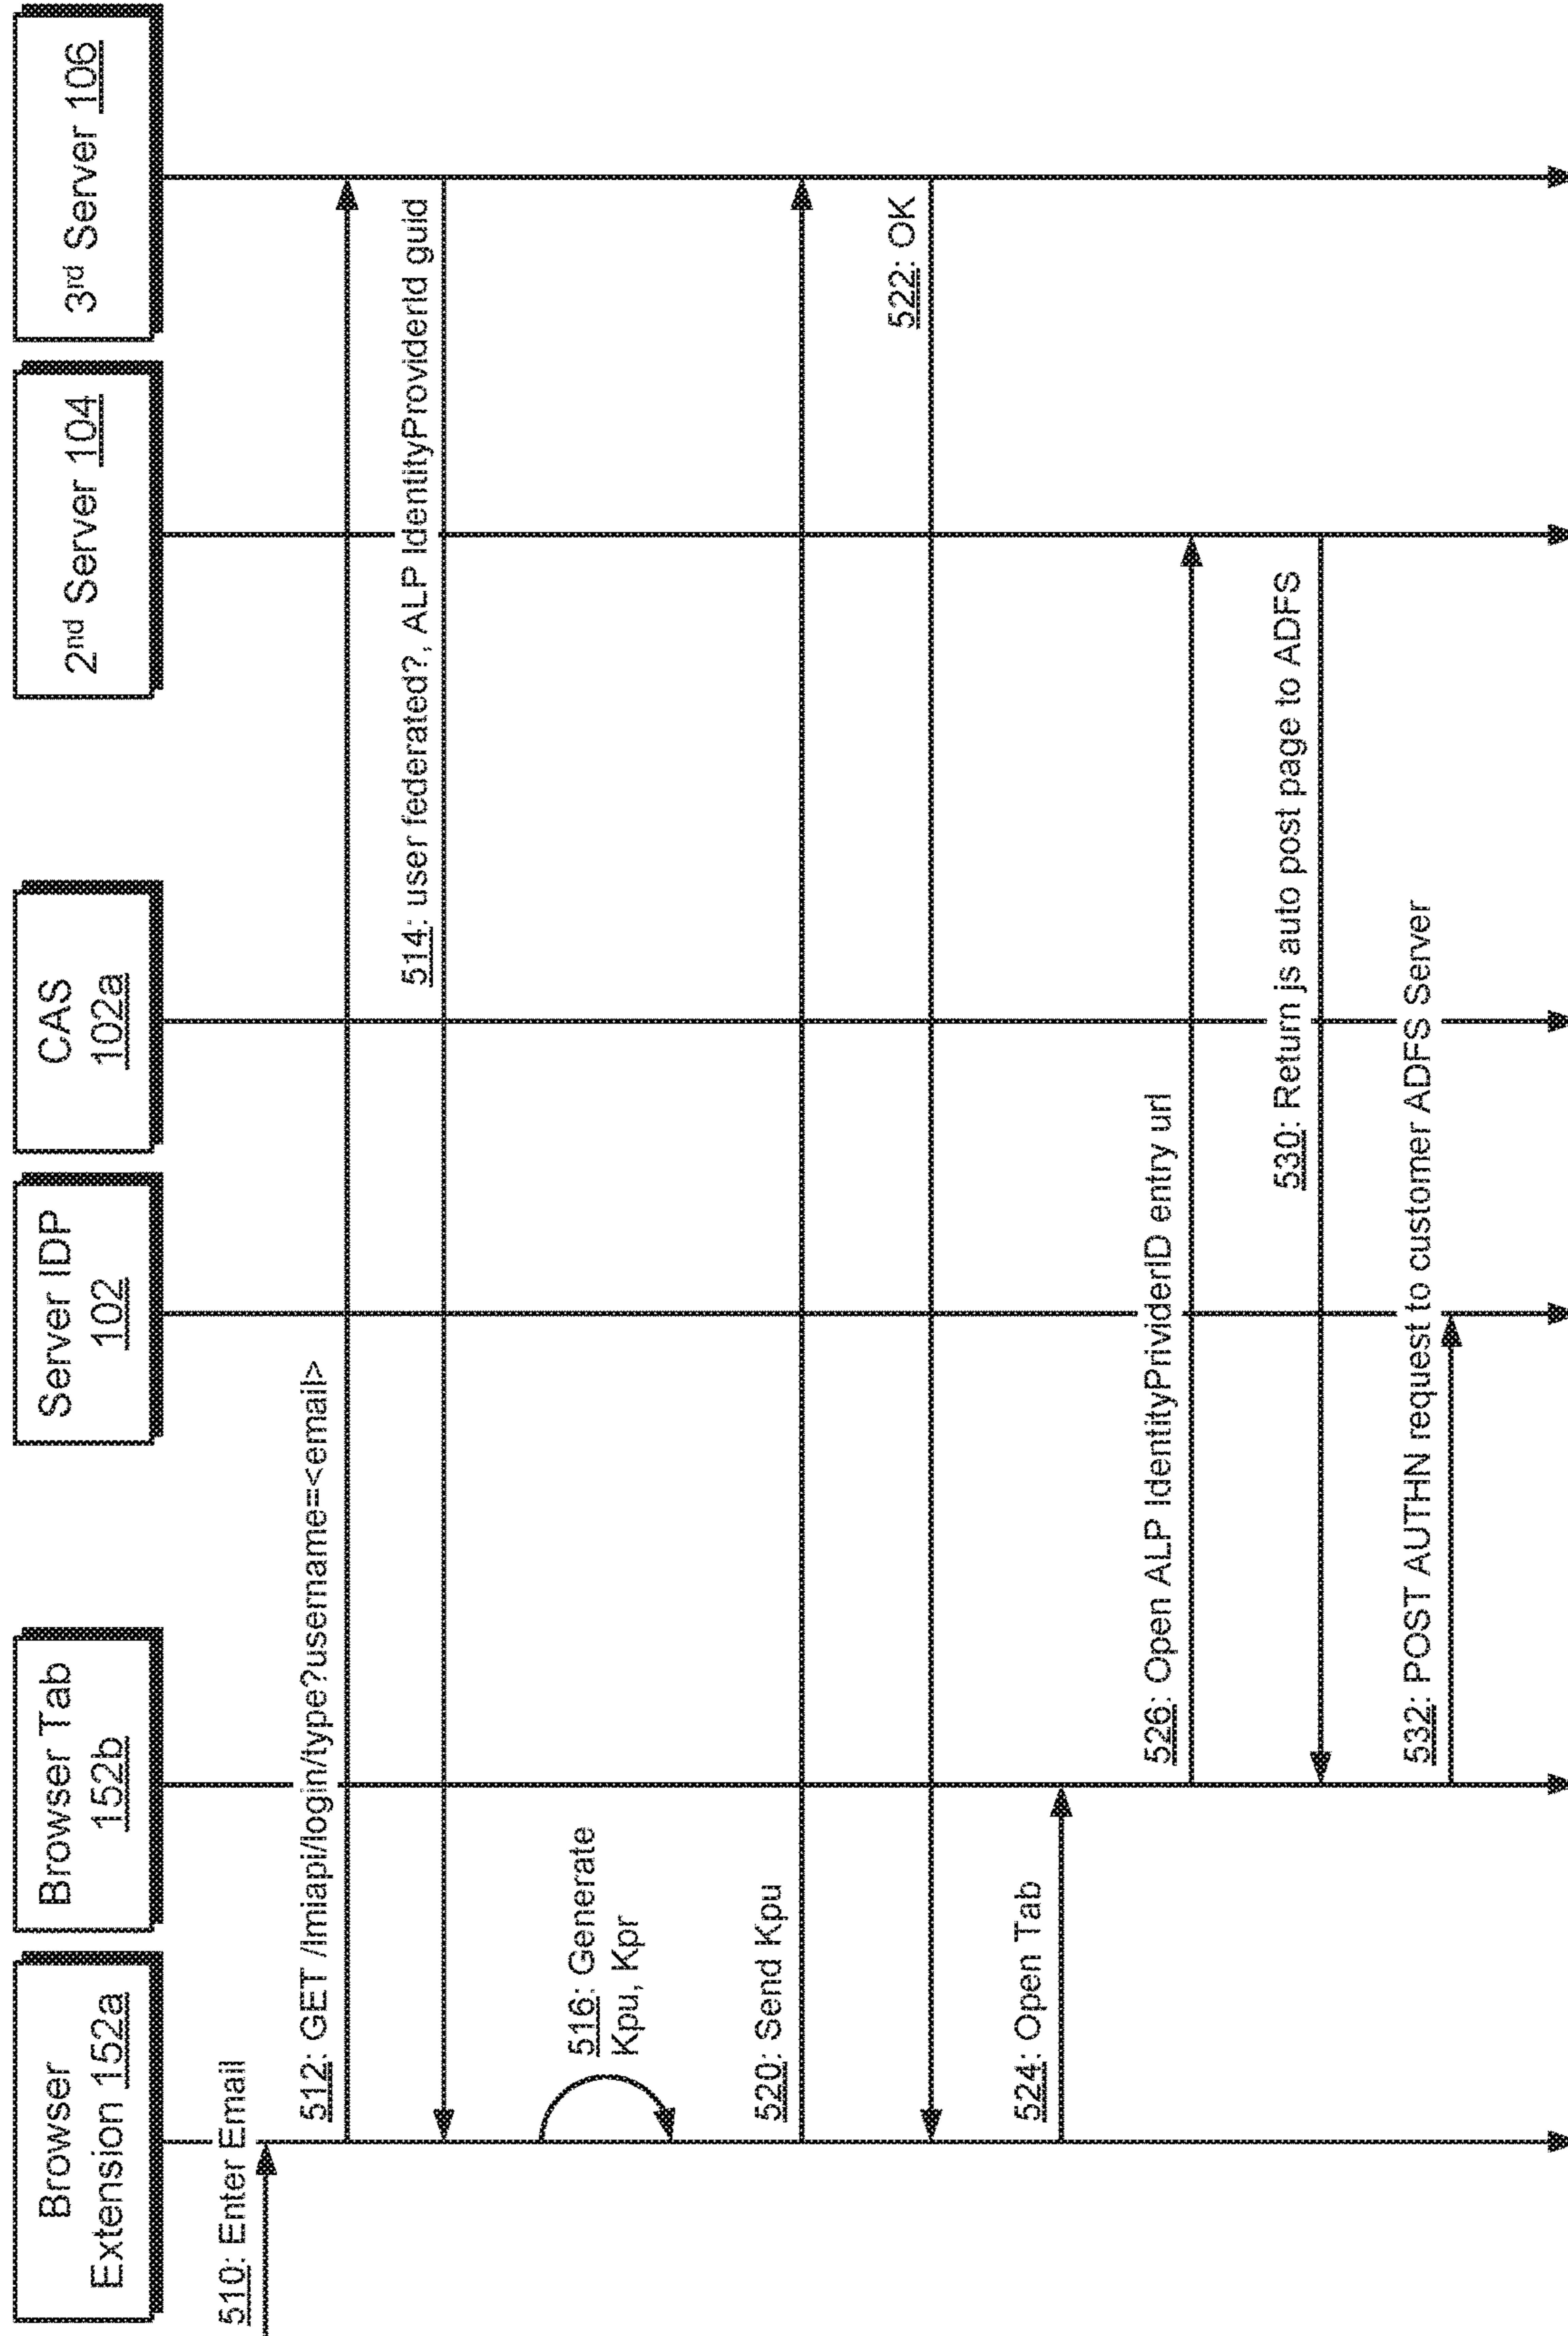 Browser
Extension 152a
Browser Tab
152b
Server IDP
102
CAS
102a
2nd Server 104
3rd Server 106
510: Enter Email
512: GET /lmiapi/login/type?username=<email>
514: user federated?, ALP IdentityProviderId guid
516: Generate
Kpu, Kpr
520: Send Kpu
522: OK
524: Open Tab
526: Open ALP IdentityPrividerID entry url
530: Return js auto post page to ADFS
532: POST AUTHN request to customer ADFS Server